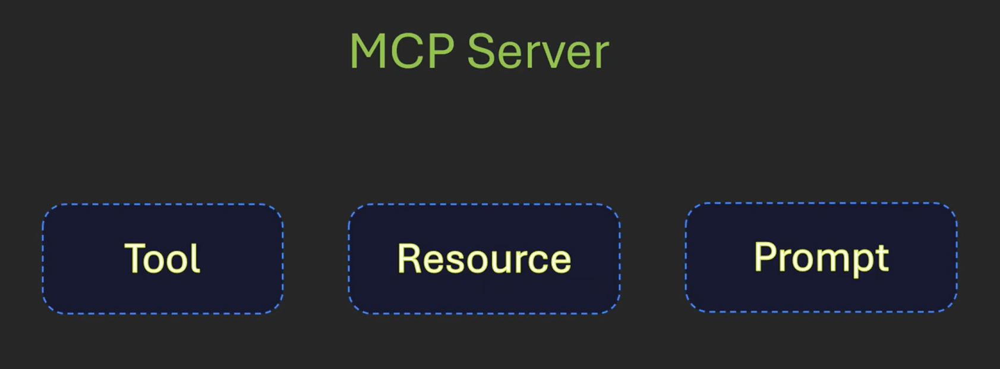 MCP Server
Tool
Resource
Prompt